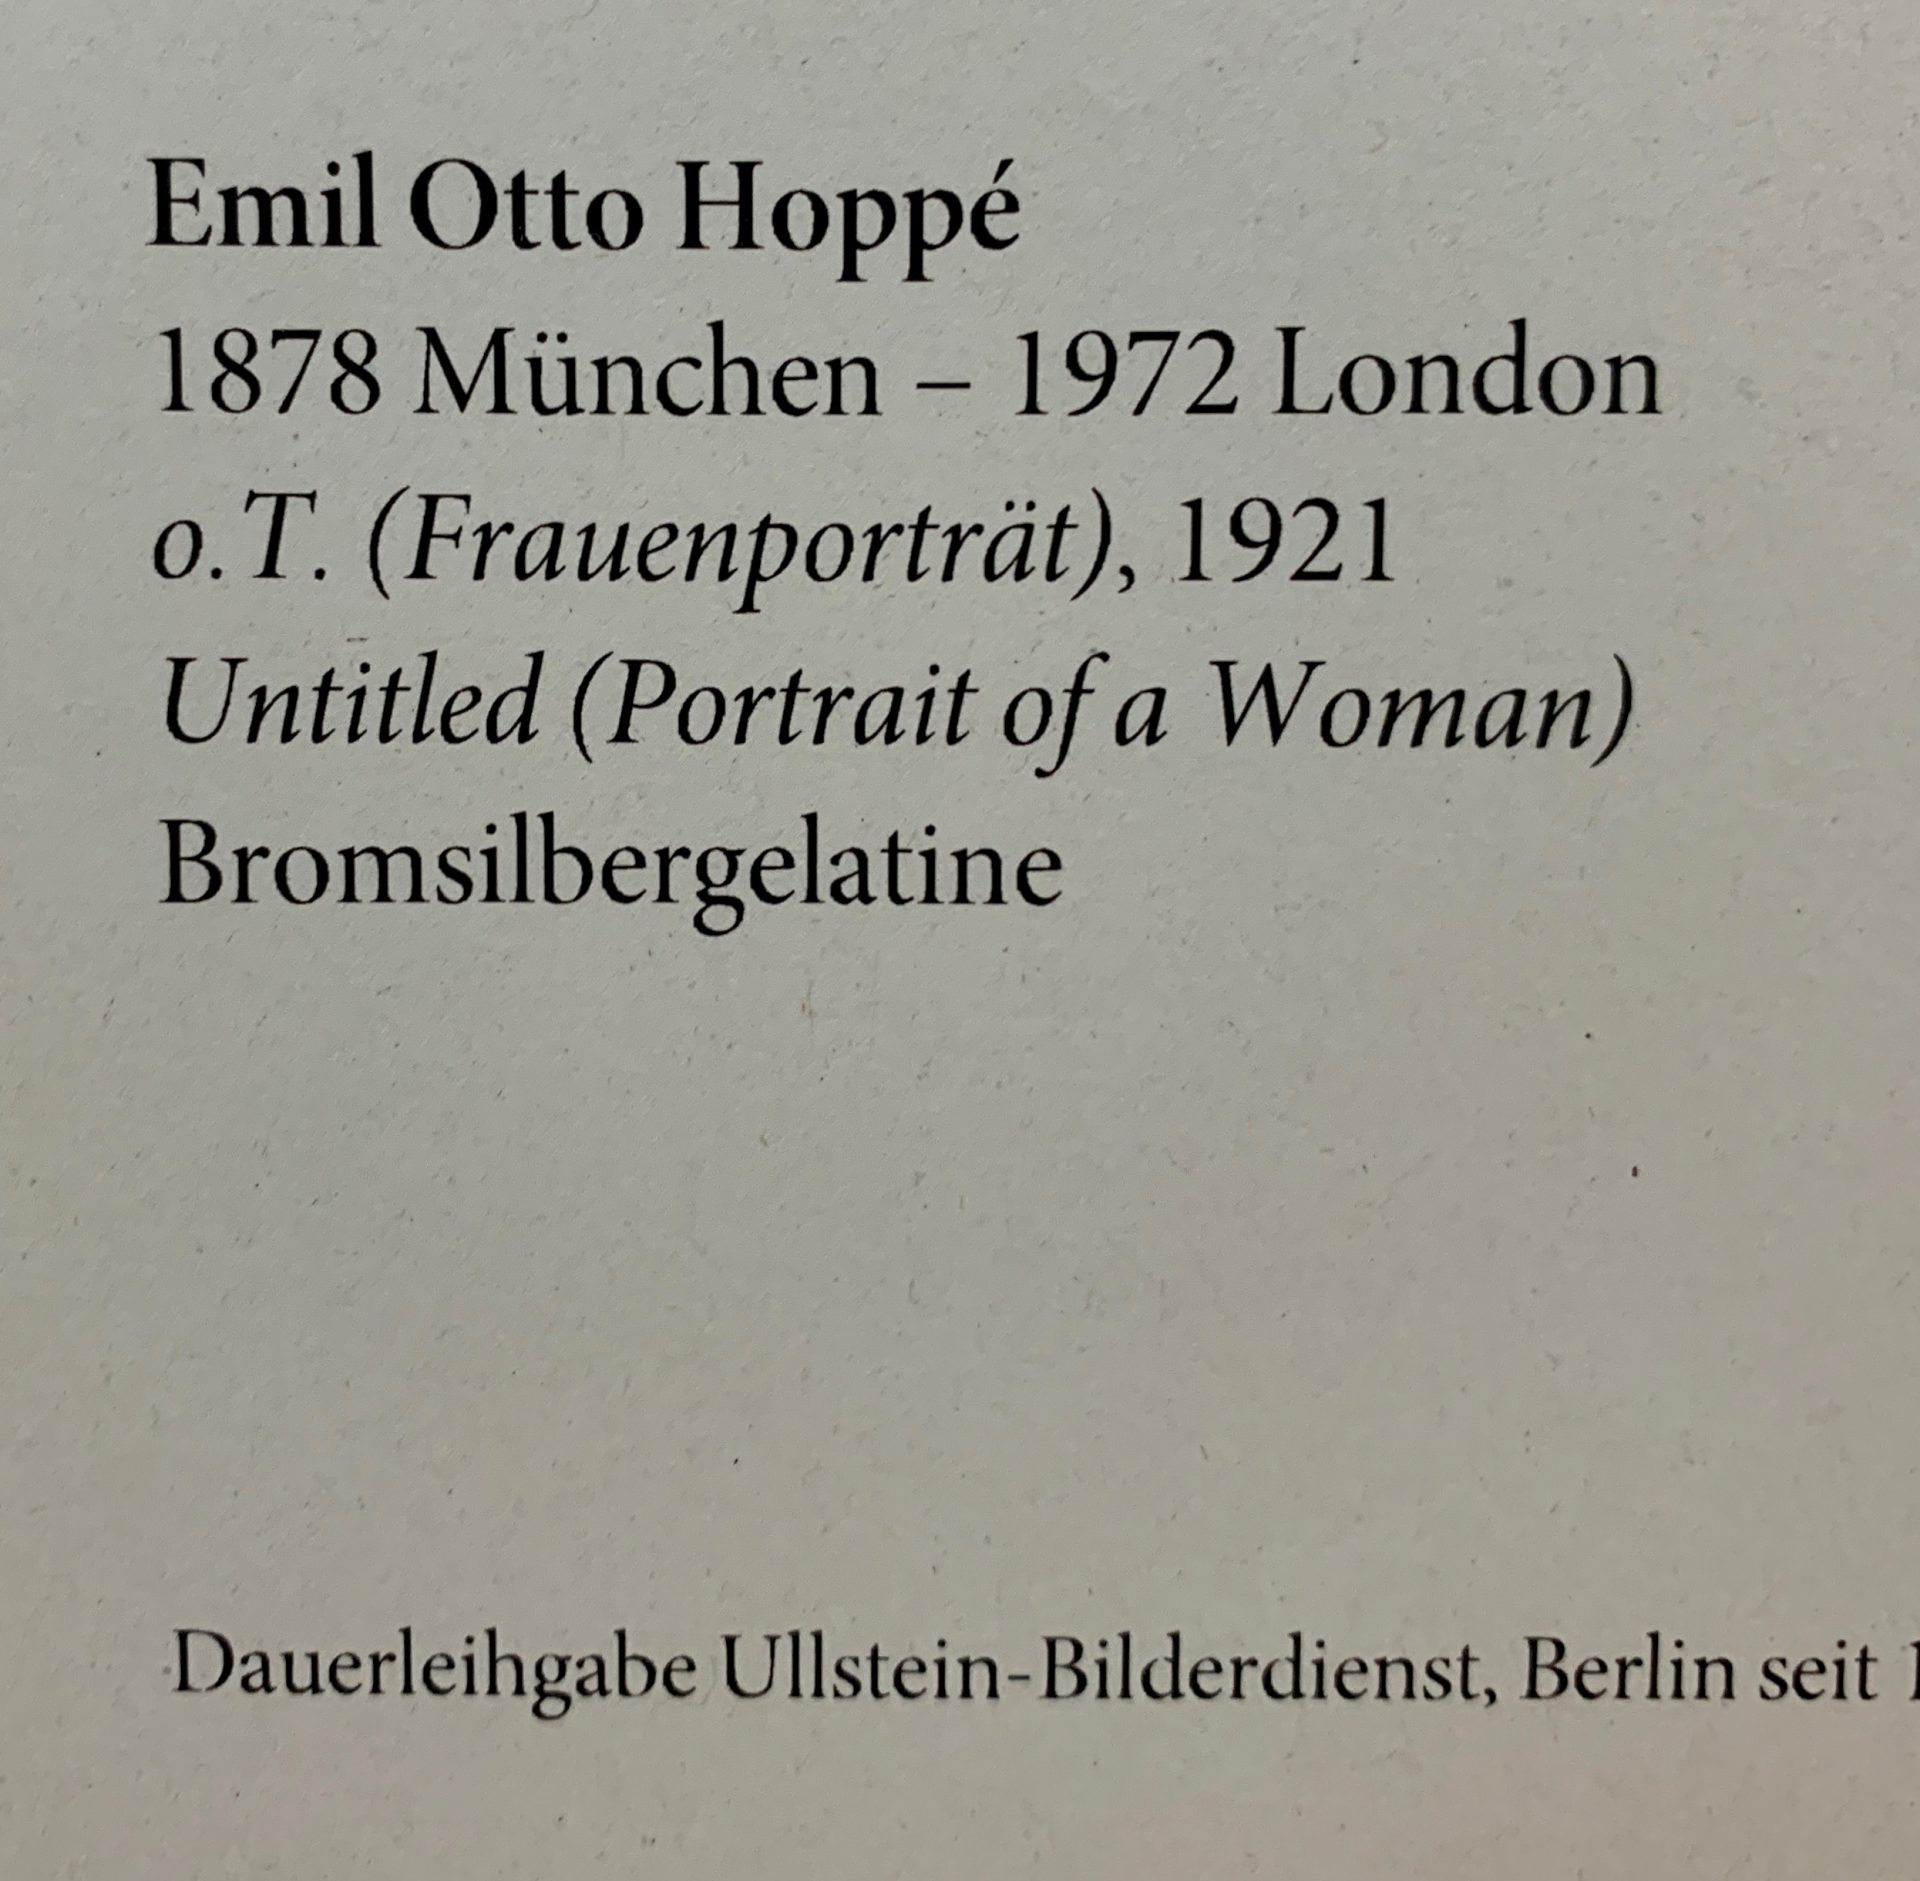 Emil Otto Hoppé
1878 München – 1972 London
o. T. (Frauenporträt), 1921
Untitled (Portrait of a Woman)
Bromsilbergelatine
Dauerleihgabe Ullstein-Bilderdienst, Berlin seit